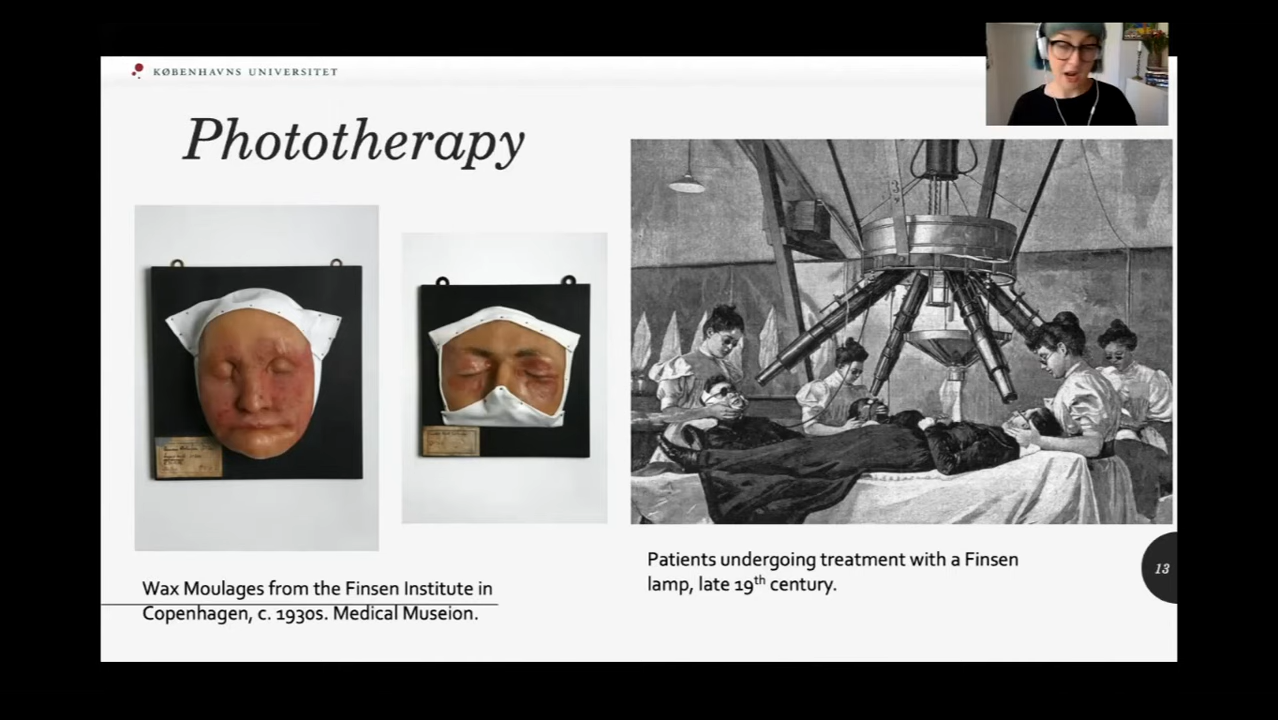 KØBENHAVNS UNIVERSITET
Phototherapy
Wax Moulages from the Finsen Institute in
Copenhagen, c. 1930s. Medical Museion.
Patients undergoing treatment with a Finsen
lamp, late 19th century.
13